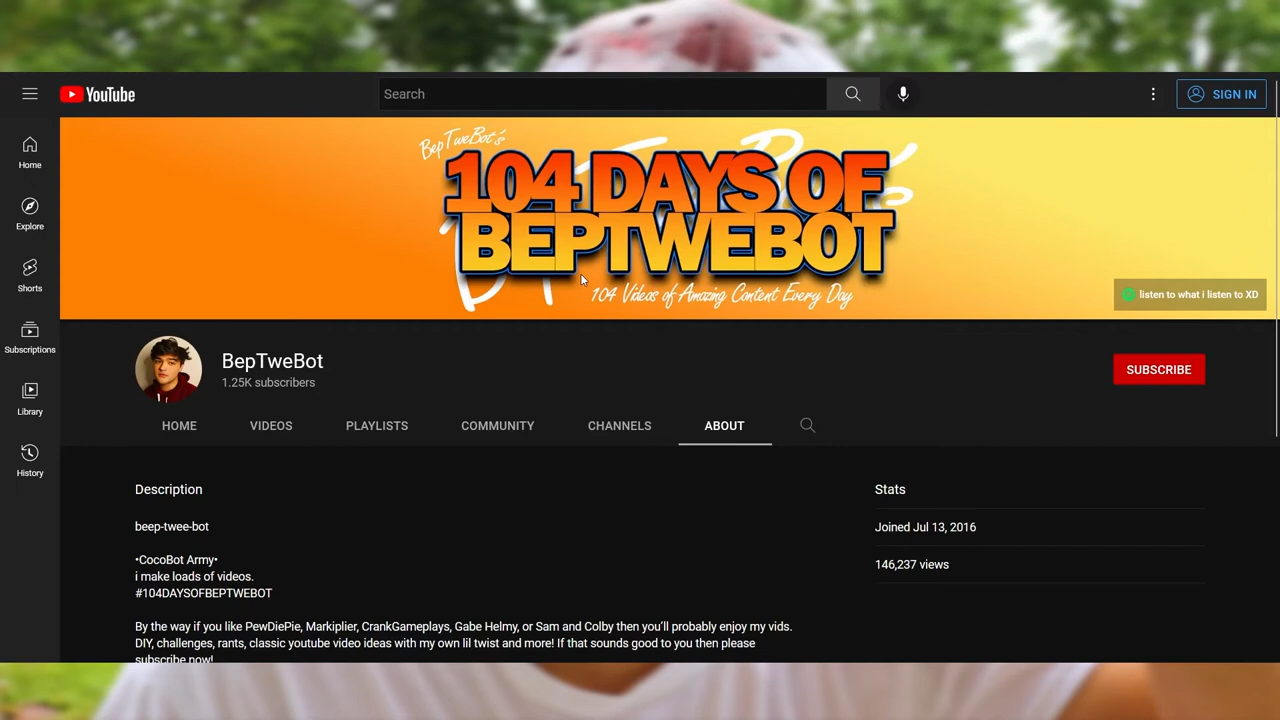 YouTube
Search
SIGN IN
Home
Explore
Shorts
Subscriptions
Library
History
BepTweBot's
104 DAYS OF
BEPTWEBOT
104 Videos of Amazing Content Every Day
listen to what i listen to XD
BepTweBot
1.25K subscribers
SUBSCRIBE
HOME VIDEOS PLAYLISTS COMMUNITY CHANNELS ABOUT
Description
Stats
beep-twee-bot
Joined Jul 13, 2016
•CocoBot Army•
146,237 views
i make loads of videos.
#104DAYSOFBEPTWEBOT
By the way if you like PewDiePie, Markiplier, CrankGameplays, Gabe Helmy, or Sam and Colby then you'll probably enjoy my vids.
DIY, challenges, rants, classic youtube video ideas with my own lil twist and more! If that sounds good to you then please
subscribe now!